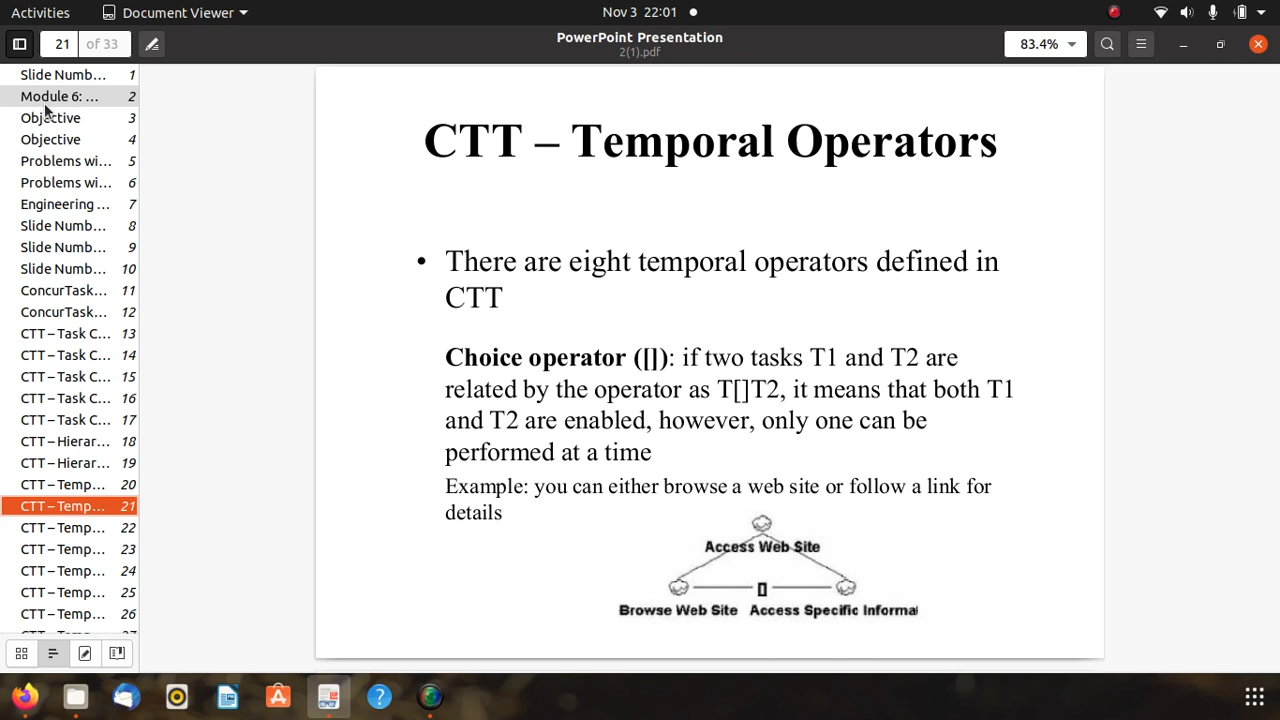 Activities
Document Viewer
Nov 3 22:01
21 of 33
PowerPoint Presentation
2(1).pdf
83.4%
Slide Numb... 1
Module 6: ... 2
Objective 3
Objective 4
Problems wi... 5
Problems wi... 6
Engineering ... 7
Slide Numb... 8
Slide Numb... 9
Slide Numb... 10
ConcurTask... 11
ConcurTask... 12
CTT – Task C... 13
CTT – Task C... 14
CTT – Task C... 15
CTT – Task C... 16
CTT – Task C... 17
CTT – Hierar... 18
CTT – Hierar... 19
CTT – Temp... 20
CTT – Temp... 21
CTT – Temp... 22
CTT – Temp... 23
CTT – Temp... 24
CTT – Temp... 25
CTT – Temp... 26
CTT – Temporal Operators
• There are eight temporal operators defined in
CTT
Choice operator ([]): if two tasks T1 and T2 are
related by the operator as T[]T2, it means that both T1
and T2 are enabled, however, only one can be
performed at a time
Example: you can either browse a web site or follow a link for
details
Access Web Site
[]
Browse Web Site Access Specific Informa